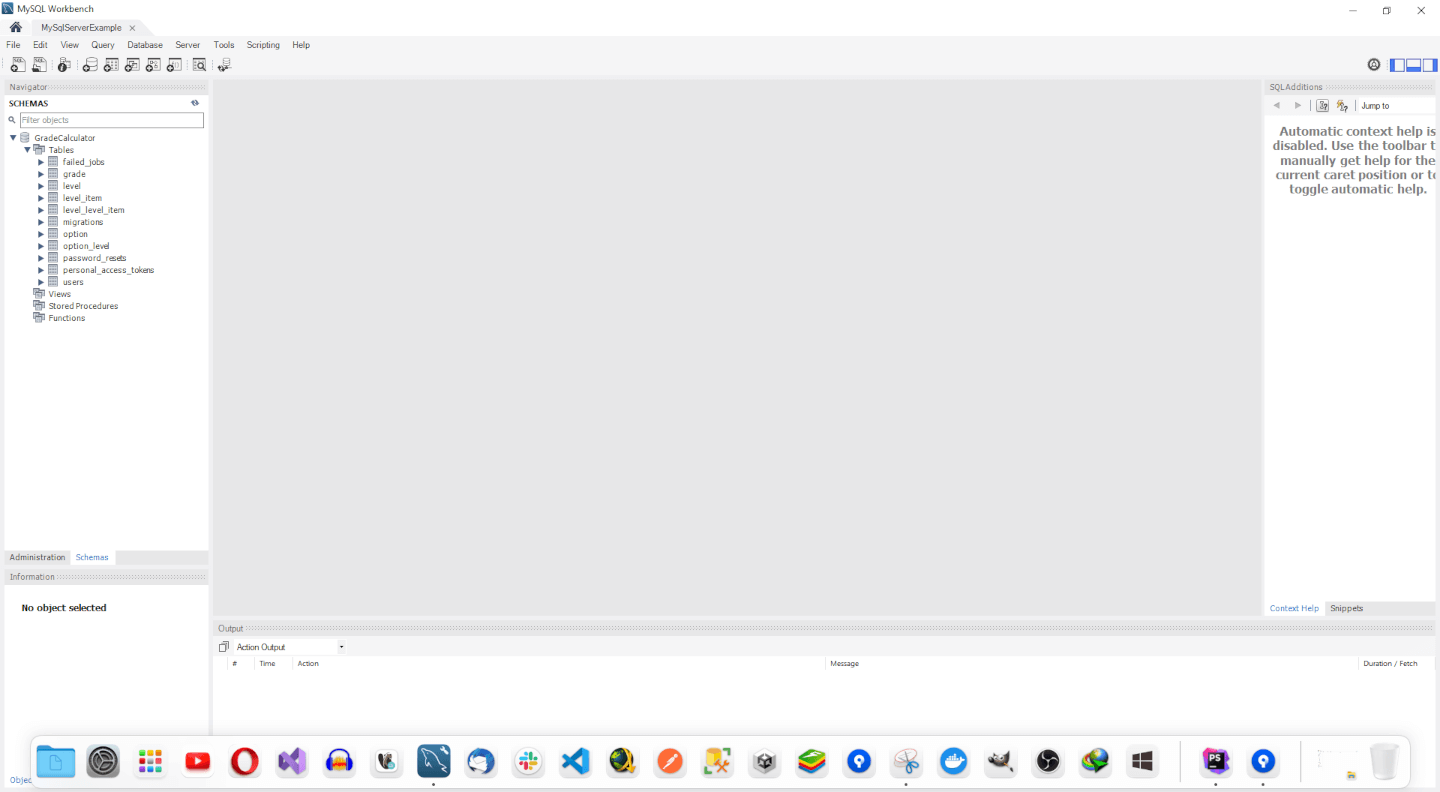 MySQL Workbench
MySqlServerExample
File Edit View Query Database Server Tools Scripting Help
Navigator
SCHEMAS
Filter objects
GradeCalculator
Tables
failed_jobs
grade
level
level_item
level_level_item
migrations
option
option_level
password_resets
personal_access_tokens
users
Views
Stored Procedures
Functions
Administration Schemas
Information
No object selected
Objec
SQLAdditions
Jump to
Automatic context help is
disabled. Use the toolbar t
manually get help for the
current caret position or to
toggle automatic help.
Context Help Snippets
Output
Action Output
# Time Action Message Duration / Fetch
PS